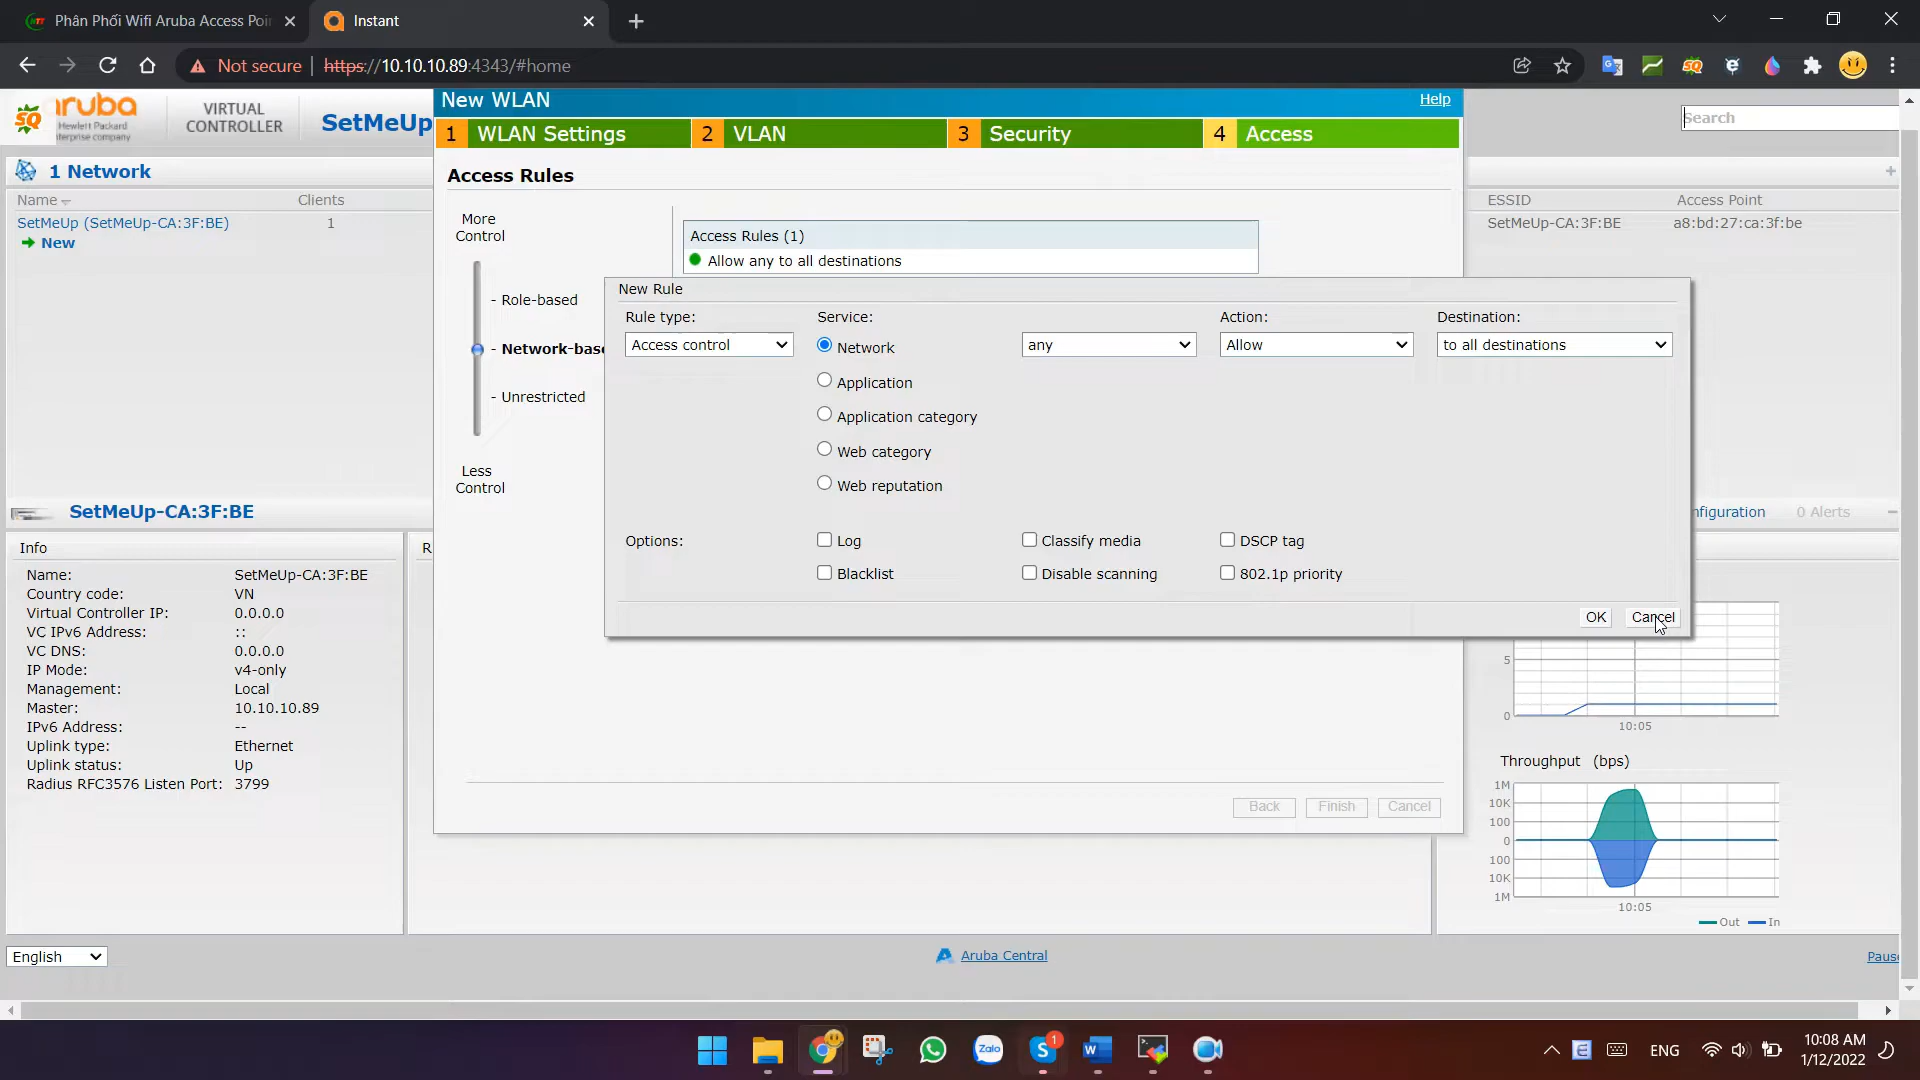 Phân Phối Wifi Aruba Access Poi
Instant
Not secure
https://10.10.10.89:4343/#home
SQ
aruba
Hewlett Packard
Enterprise company
VIRTUAL
CONTROLLER
SetMeUp
New WLAN
Help
Search
1 WLAN Settings
2 VLAN
3 Security
4 Access
1 Network
Name
Clients
SetMeUp (SetMeUp-CA:3F:BE)
1
New
ESSID
Access Point
SetMeUp-CA:3F:BE
a8:bd:27:ca:3f:be
Access Rules
More
Control
- Role-based
- Network-base
- Unrestricted
Less
Control
Access Rules (1)
Allow any to all destinations
New Rule
Rule type:
Service:
Action:
Destination:
Access control
Network
any
Allow
to all destinations
Application
Application category
Web category
Web reputation
Options:
Log
Classify media
DSCP tag
Blacklist
Disable scanning
802.1p priority
OK
Cancel
Back
Finish
Cancel
SetMeUp-CA:3F:BE
nfiguration
0 Alerts
Info
R
Name: SetMeUp-CA:3F:BE
Country code: VN
Virtual Controller IP: 0.0.0.0
VC IPv6 Address: ::
VC DNS: 0.0.0.0
IP Mode: v4-only
Management: Local
Master: 10.10.10.89
IPv6 Address: --
Uplink type: Ethernet
Uplink status: Up
Radius RFC3576 Listen Port: 3799
5
0
10:05
Throughput (bps)
1M
10K
100
0
100
10K
1M
10:05
Out
In
English
Aruba Central
Pause
Zalo
1
ENG
10:08 AM
1/12/2022